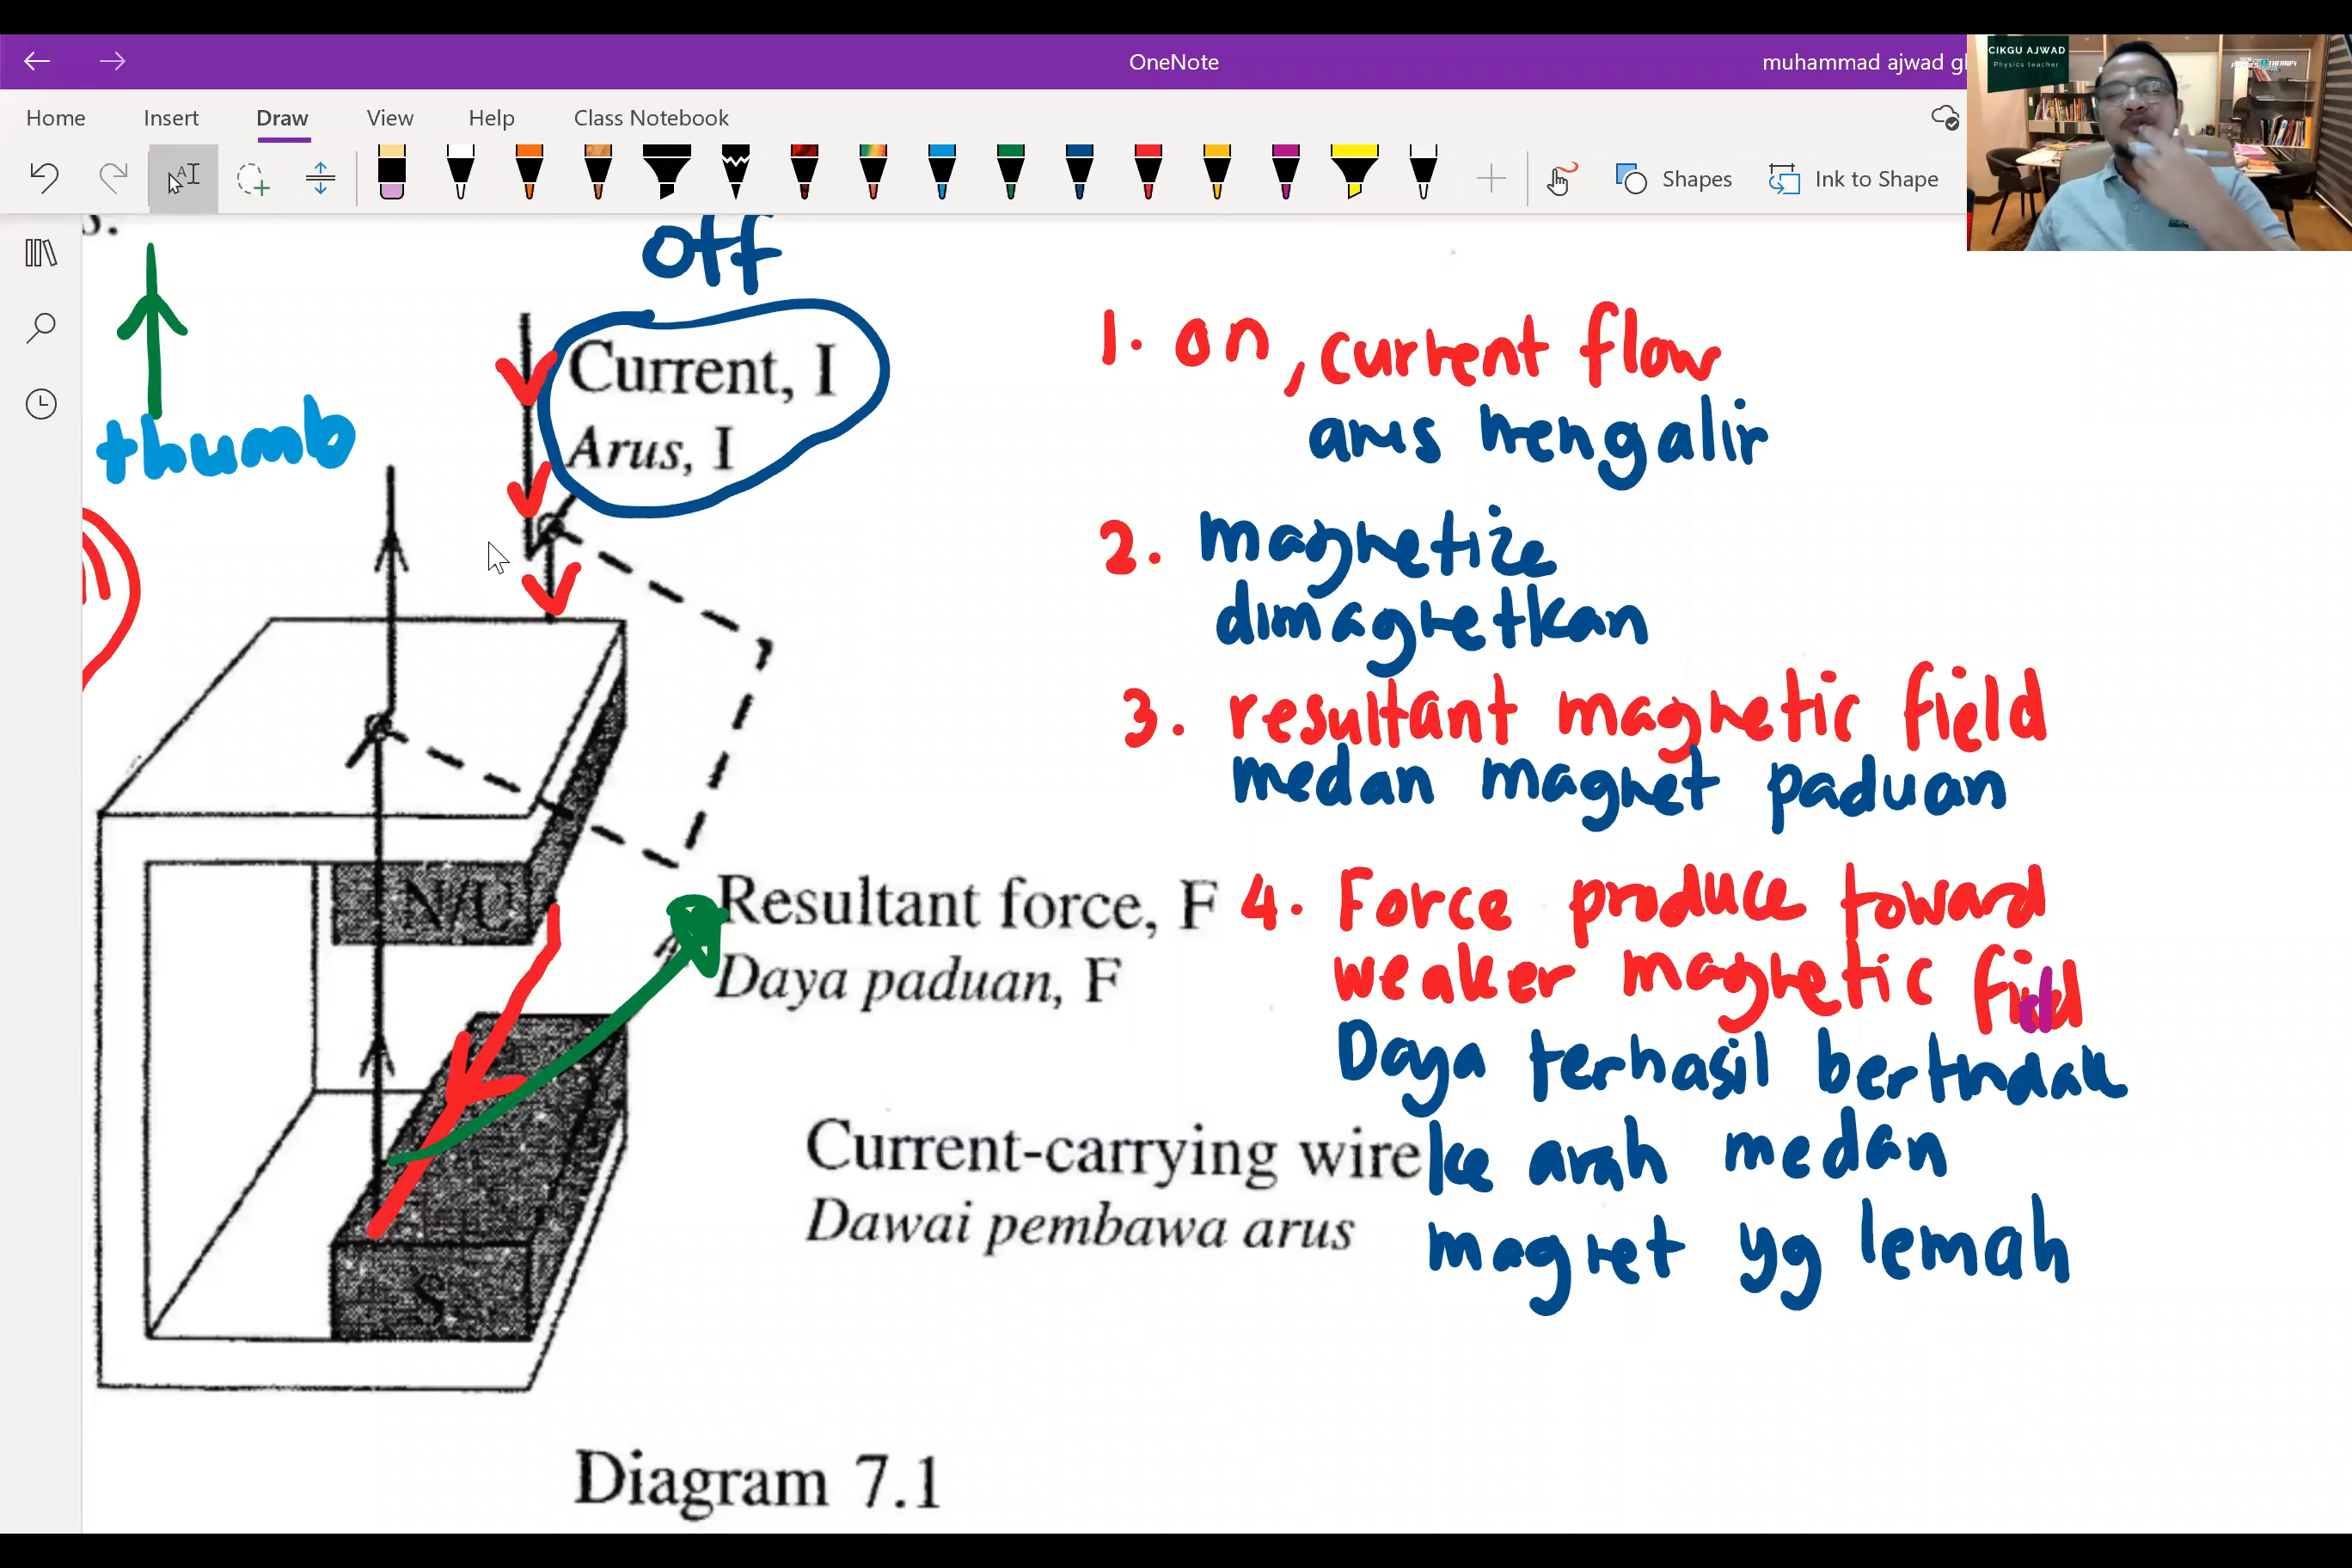 OneNote
muhammad ajwad gl
CIKGU AJWAD
Physics teacher
Home
Insert
Draw
View
Help
Class Notebook
Shapes
Ink to Shape
off
Current, I
Arus, I
thumb
N/U
S
Resultant force, F
Daya paduan, F
Current-carrying wire
Dawai pembawa arus
Diagram 7.1
1. on, current flow
arus mengalir
2. magnetize
dimagnetkan
3. resultant magnetic field
medan magnet paduan
4. Force produce toward
weaker magnetic field
Daya terhasil bertindak
ke arah medan
magnet yg lemah